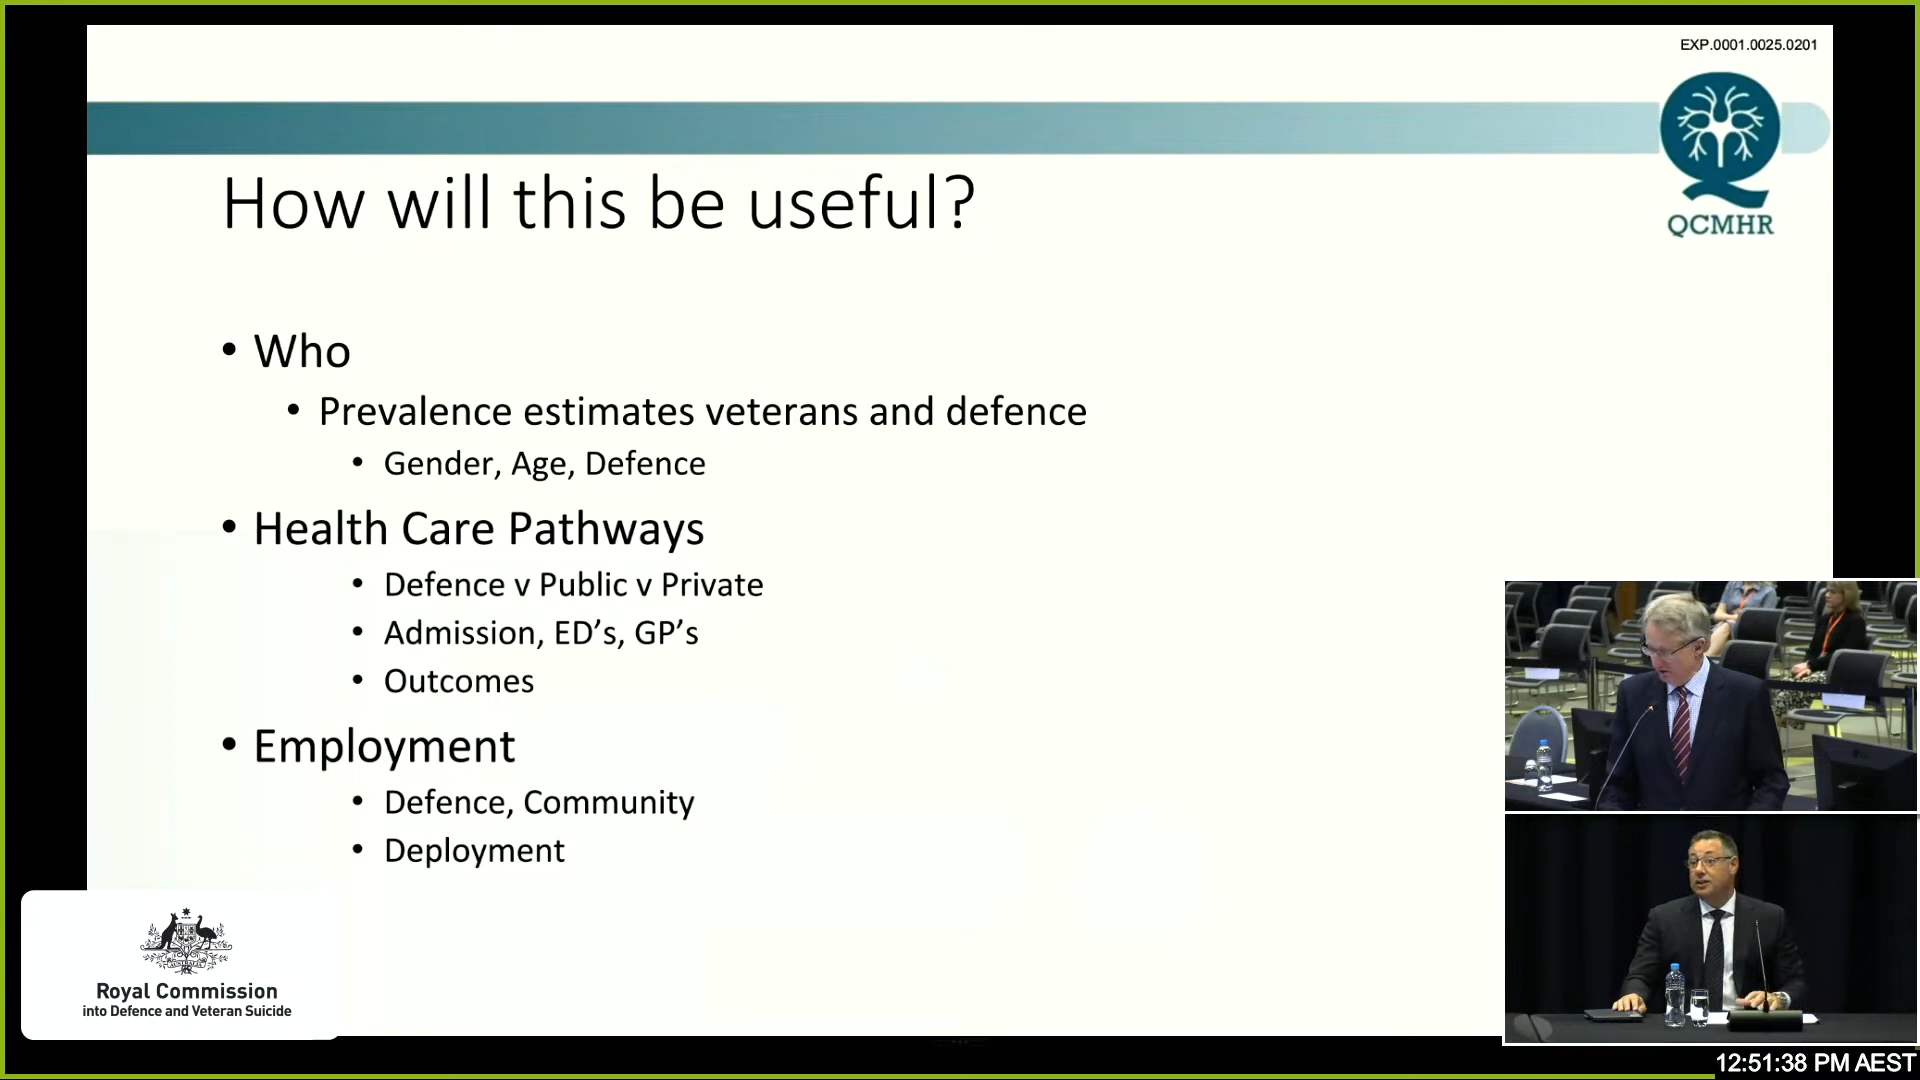 EXP.0001.0025.0201
QCMHR
How will this be useful?
• Who
• Prevalence estimates veterans and defence
• Gender, Age, Defence
• Health Care Pathways
• Defence v Public v Private
• Admission, ED’s, GP’s
• Outcomes
• Employment
• Defence, Community
• Deployment
Royal Commission
into Defence and Veteran Suicide
12:51:38 PM AEST